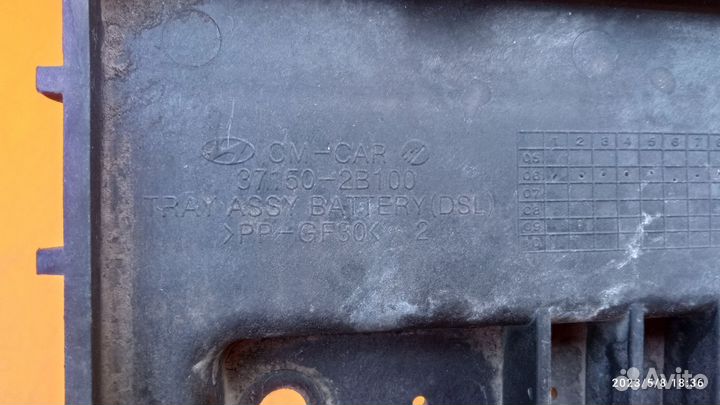 CM-CAR
37150-2B100
TRAY ASSY BATTERY(DSL)
>PP-GF30< 2
1 2 3 4 5 6 7 8
05
06
07
08
09
10
2023/5/8 18:36
Avito